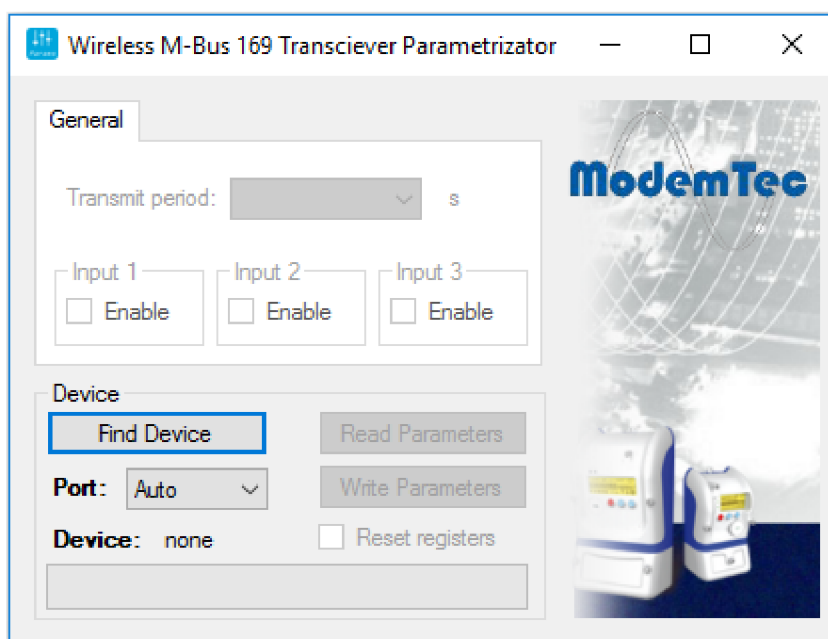 Wireless M-Bus 169 Transciever Parametrizator
General
Transmit period: s
Input 1 Input 2 Input 3
Enable Enable Enable
ModemTec
Device
Find Device Read Parameters
Port: Auto Write Parameters
Device: none Reset registers